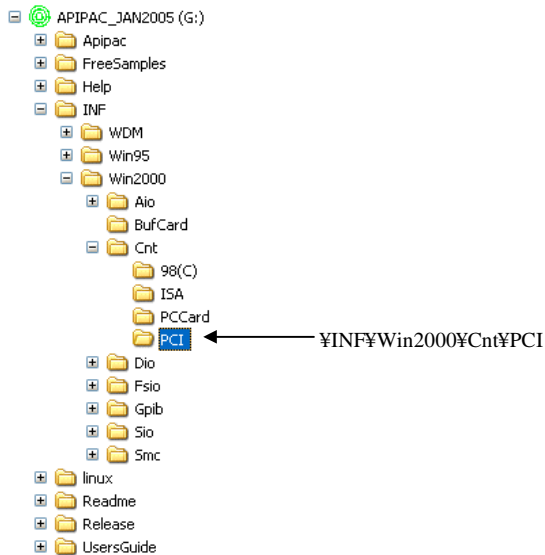 APIPAC_JAN2005 (G:)
Apipac
FreeSamples
Help
INF
WDM
Win95
Win2000
Aio
BufCard
Cnt
98(C)
ISA
PCCard
PCI
¥INF¥Win2000¥Cnt¥PCI
Dio
Fsio
Gpib
Sio
Smc
linux
Readme
Release
UsersGuide